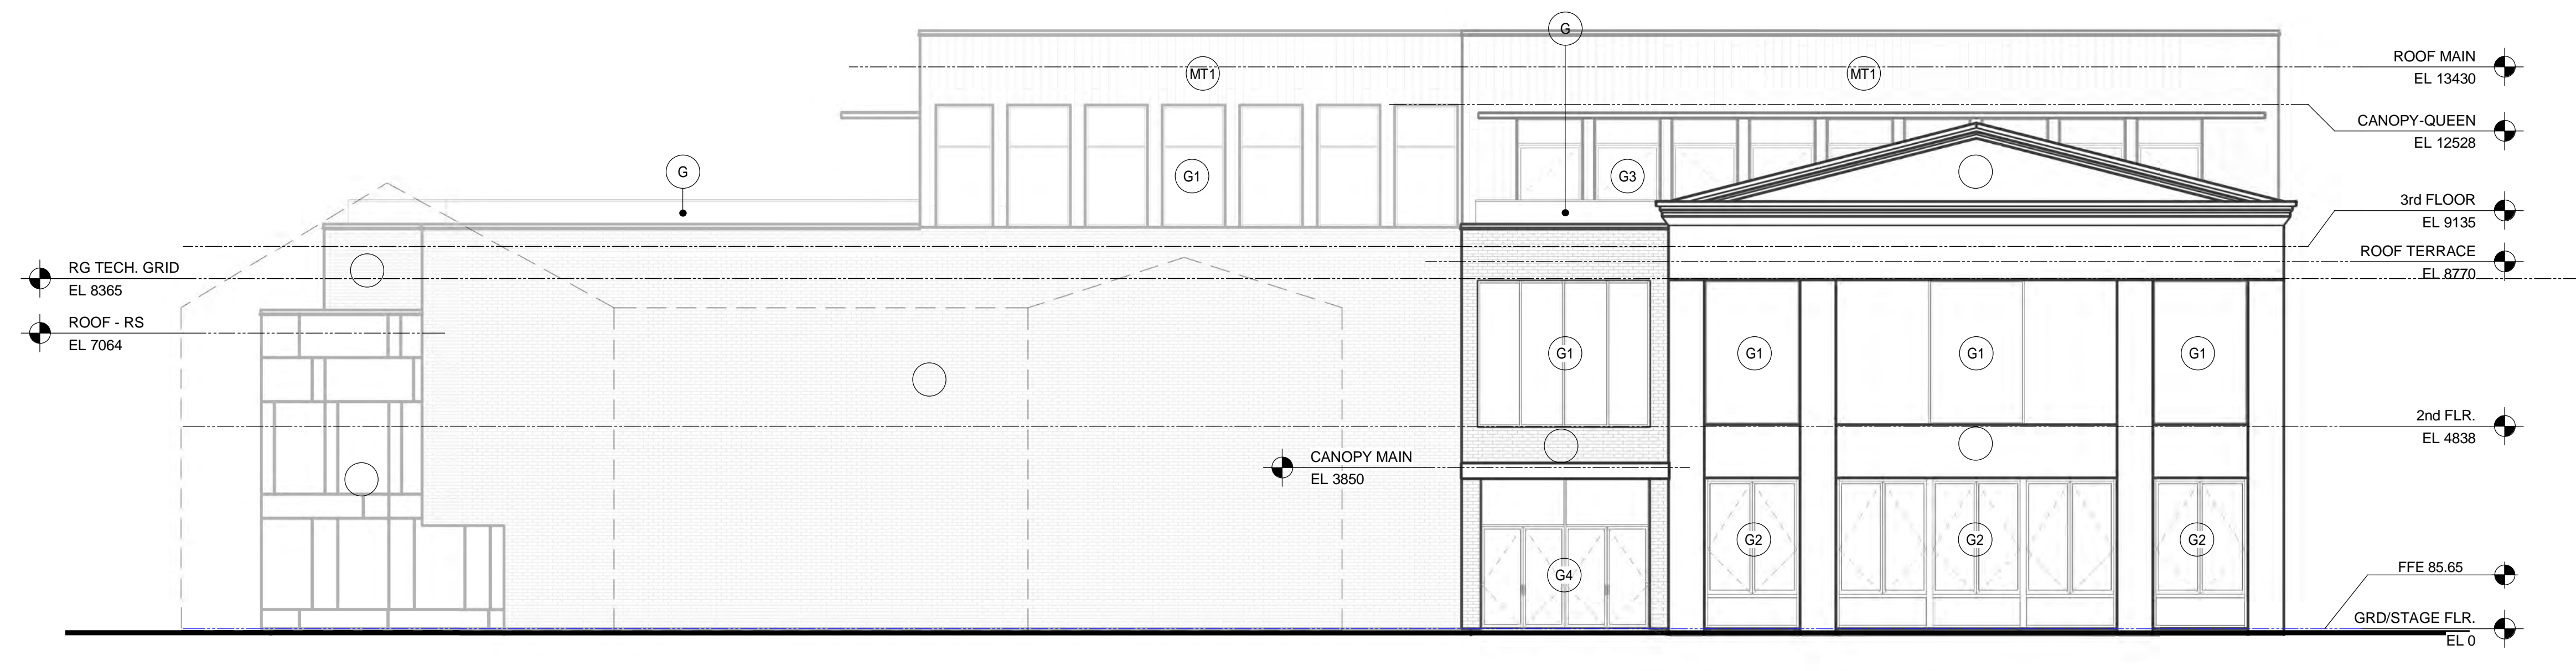 G
ROOF MAIN
MT1
MT1
EL 13430
CANOPY-QUEEN
EL 12528
G
G1
G3
3rd FLOOR
EL 9135
ROOF TERRACE
RG TECH. GRID
EL 8770
EL 8365
ROOF - RS
EL 7064
G1
G1
G1
G1
2nd FLR.
EL 4838
CANOPY MAIN
EL 3850
G2
G2
G2
FFE 85.65
G4
GRD/STAGE FLR.
EL 0